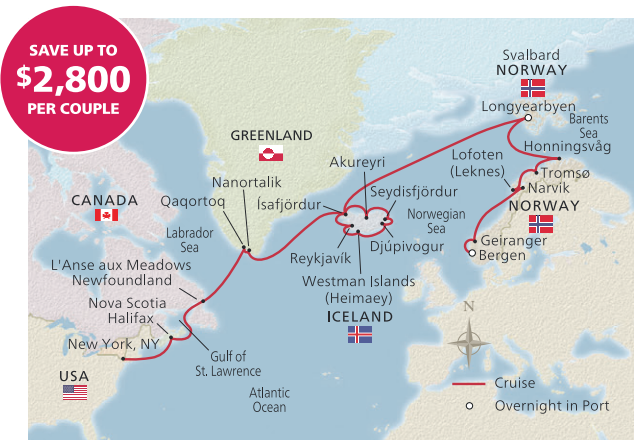 SAVE UP TO
$2,800
PER COUPLE
Svalbard
NORWAY
Longyearbyen
Barents
Sea
Honningsvåg
GREENLAND
Akureyri
Lofoten
(Leknes)
Tromsø
Narvik
NORWAY
Nanortalik
Qaqortoq
Ísafjördur
Seydisfjördur
CANADA
Labrador
Sea
Norwegian
Sea
Geiranger
Bergen
Reykjavík
Djúpivogur
L'Anse aux Meadows
Newfoundland
Westman Islands
(Heimaey)
ICELAND
Nova Scotia
Halifax
New York, NY
Gulf of
St. Lawrence
USA
Atlantic
Ocean
N
Cruise
Overnight in Port